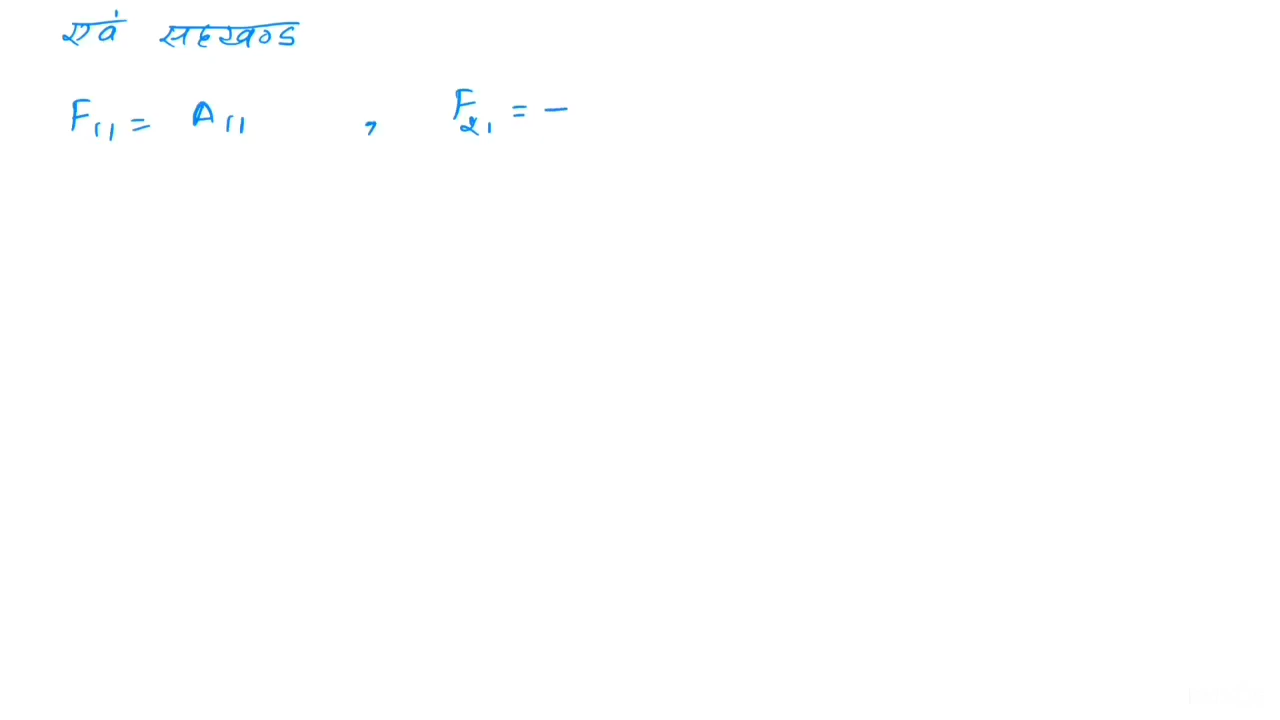 एवं सहखण्ड
F₁₁ = A₁₁ , F₂₁ = −